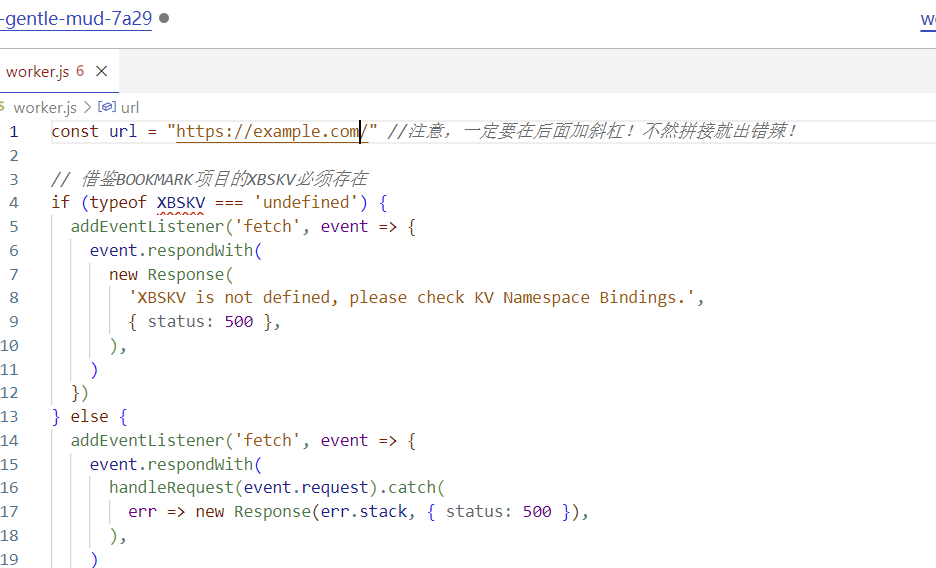 -gentle-mud-7a29 ●
w
worker.js 6 ×
worker.js > url
1 const url = "https://example.com/" //注意，一定要在后面加斜杠！不然拼接就出错辣！
2
3 // 借鉴BOOKMARK项目的XBSKV必须存在
4 if (typeof XBSKV === 'undefined') {
5 addEventListener('fetch', event => {
6 event.respondWith(
7 new Response(
8 'XBSKV is not defined, please check KV Namespace Bindings.',
9 { status: 500 },
10 ),
11 )
12 })
13 } else {
14 addEventListener('fetch', event => {
15 event.respondWith(
16 handleRequest(event.request).catch(
17 err => new Response(err.stack, { status: 500 }),
18 ),
19 )